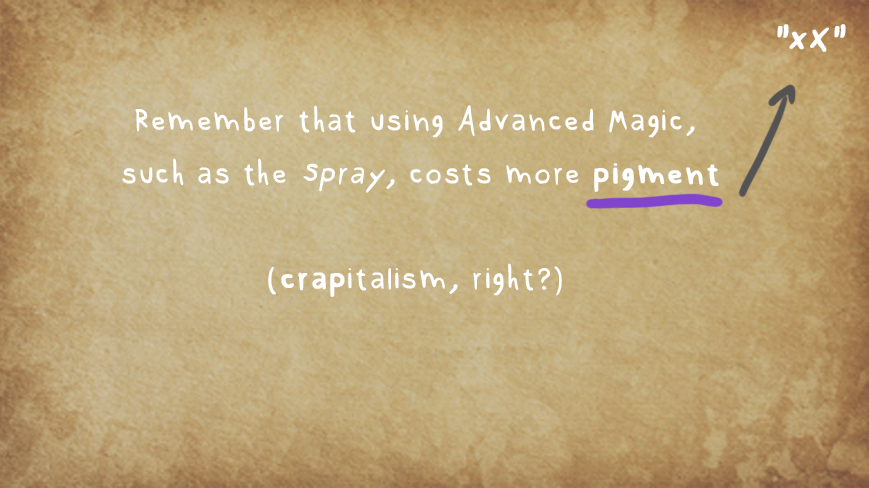 "xX"
Remember that using Advanced Magic,
such as the spray, costs more pigment
(crapitalism, right?)